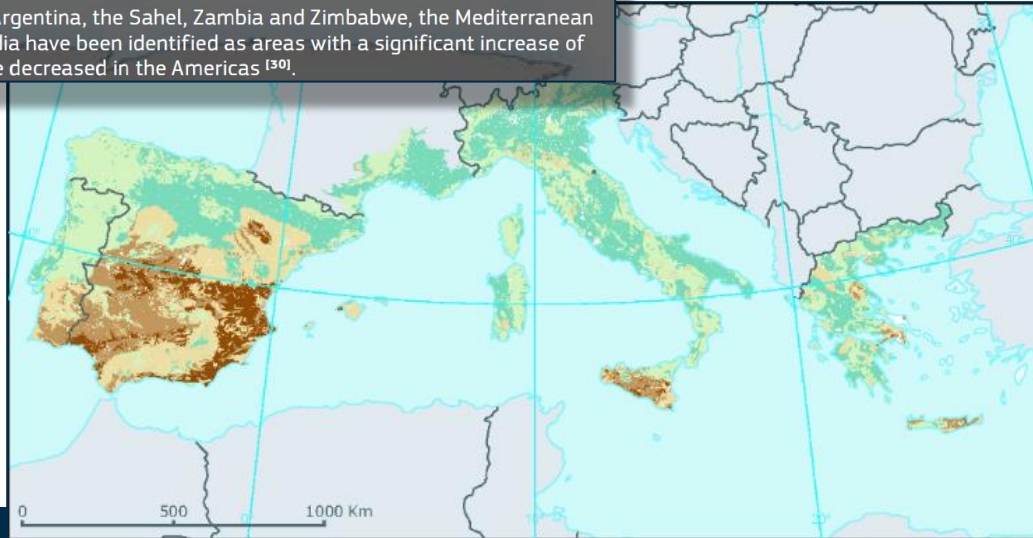 Argentina, the Sahel, Zambia and Zimbabwe, the Mediterranean
dia have been identified as areas with a significant increase of
e decreased in the Americas [30].
0 500 1000 Km